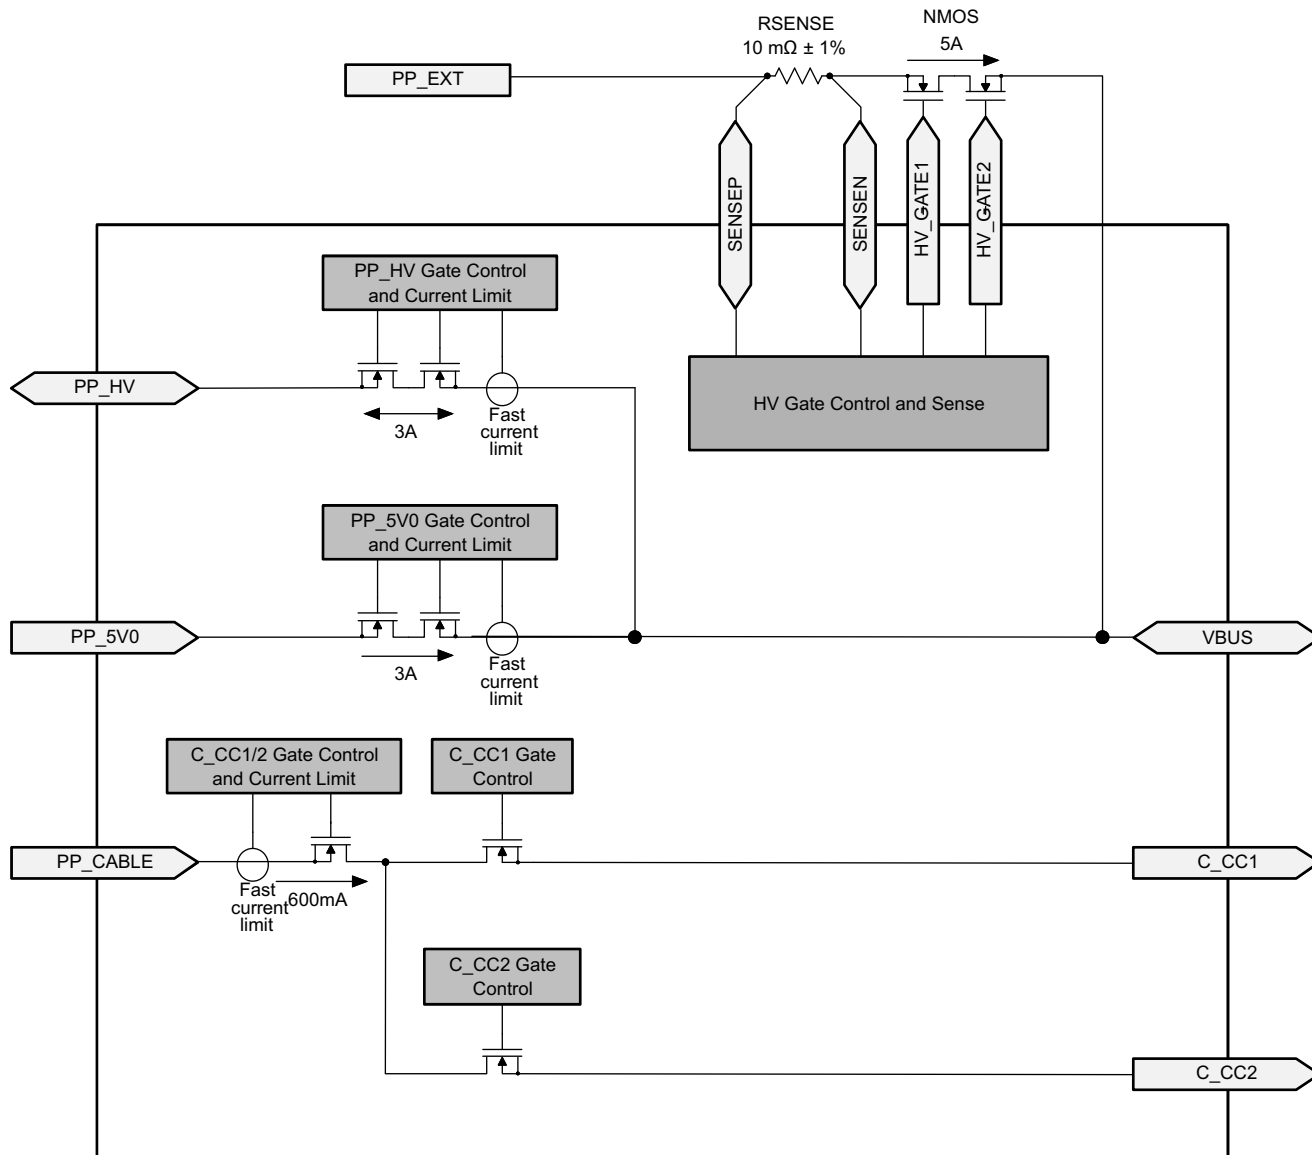 RSENSE
10 mΩ ± 1%
NMOS
5A
PP_EXT
SENSEP
SENSEN
HV_GATE1
HV_GATE2
PP_HV Gate Control
and Current Limit
PP_HV
3A
Fast
current
limit
HV Gate Control and Sense
PP_5V0 Gate Control
and Current Limit
PP_5V0
3A
Fast
current
limit
VBUS
C_CC1/2 Gate Control
and Current Limit
C_CC1 Gate
Control
PP_CABLE
Fast
current
limit
600mA
C_CC1
C_CC2 Gate
Control
C_CC2